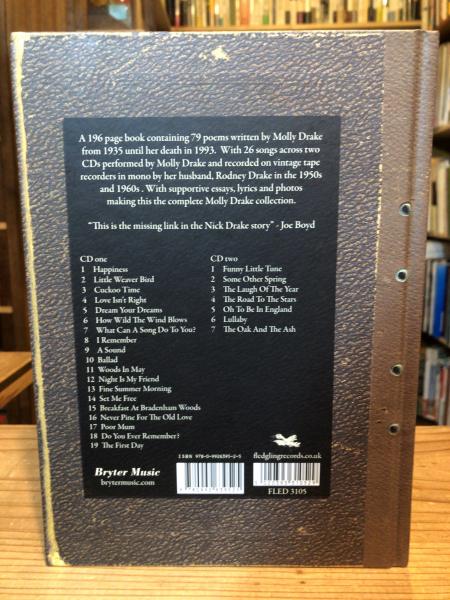 A 196 page book containing 79 poems written by Molly Drake
from 1935 until her death in 1993. With 26 songs across two
CDs performed by Molly Drake and recorded on vintage tape
recorders in mono by her husband, Rodney Drake in the 1950s
and 1960s . With supportive essays, lyrics and photos
making this the complete Molly Drake collection.
“This is the missing link in the Nick Drake story” - Joe Boyd
CD one
1 Happiness
2 Little Weaver Bird
3 Cuckoo Time
4 Love Isn't Right
5 Dream Your Dreams
6 How Wild The Wind Blows
7 What Can A Song Do To You?
8 I Remember
9 A Sound
10 Ballad
11 Woods In May
12 Night Is My Friend
13 Fine Summer Morning
14 Set Me Free
15 Breakfast At Bradenham Woods
16 Never Pine For The Old Love
17 Poor Mum
18 Do You Ever Remember?
19 The First Day
CD two
1 Funny Little Tune
2 Some Other Spring
3 The Laugh Of The Year
4 The Road To The Stars
5 Oh To Be In England
6 Lullaby
7 The Oak And The Ash
Bryter Music
brytermusic.com
ISBN 978-0-9926395-2-5
fledglingrecords.co.uk
FLED 3105